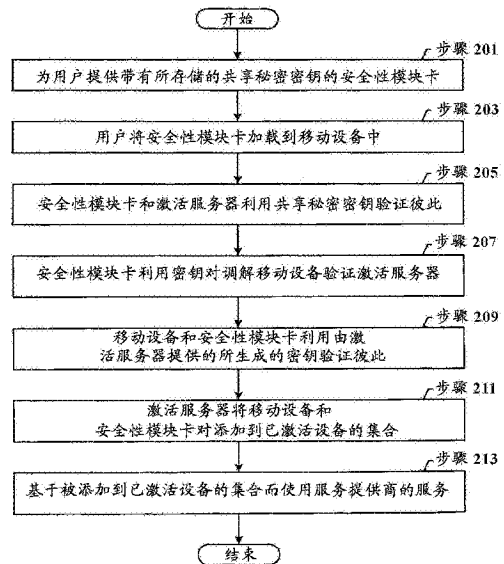 开始
步骤 201
为用户提供带有所存储的共享秘密密钥的安全性模块卡
步骤 203
用户将安全性模块卡加载到移动设备中
步骤 205
安全性模块卡和激活服务器利用共享秘密密钥验证彼此
步骤 207
安全性模块卡利用密钥对调解移动设备验证激活服务器
步骤 209
移动设备和安全性模块卡利用由激
活服务器提供的所生成的密钥验证彼此
步骤 211
激活服务器将移动设备和
安全性模块卡对添加到已激活设备的集合
步骤 213
基于被添加到已激活设备的集合而使用服务提供商的服务
结束